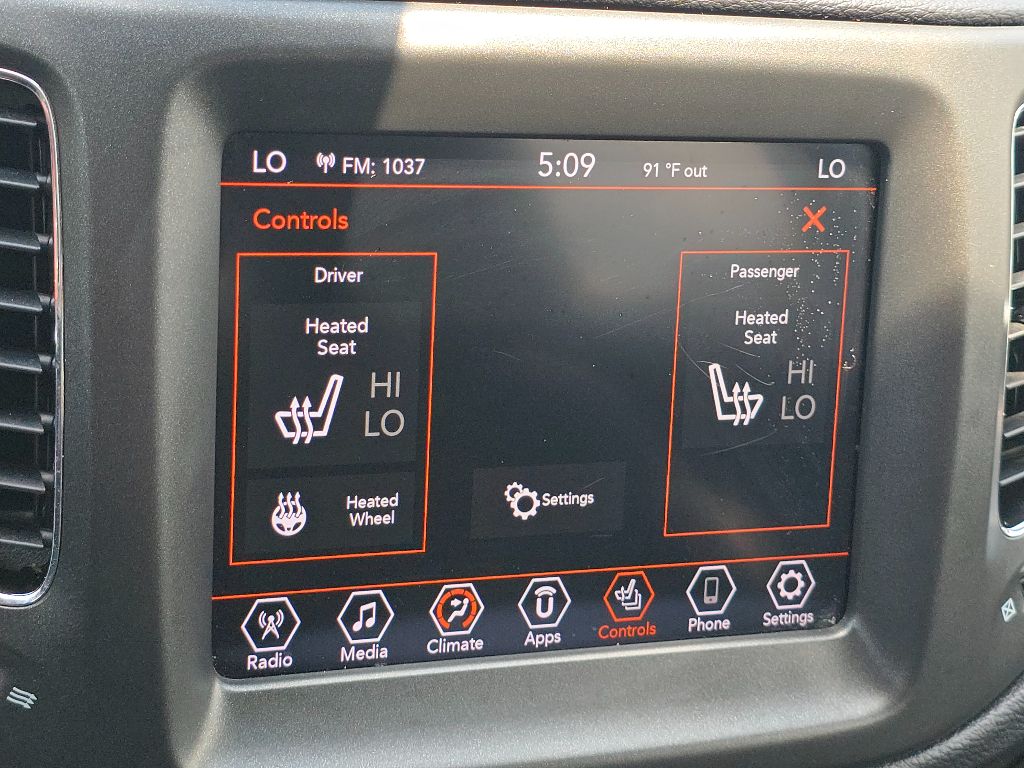 LO FM: 1037 5:09 91 °F out LO
Controls
Driver
Heated
Seat
HI
LO
Heated
Wheel
Settings
Passenger
Heated
Seat
HI
LO
Radio Media Climate Apps Controls Phone Settings